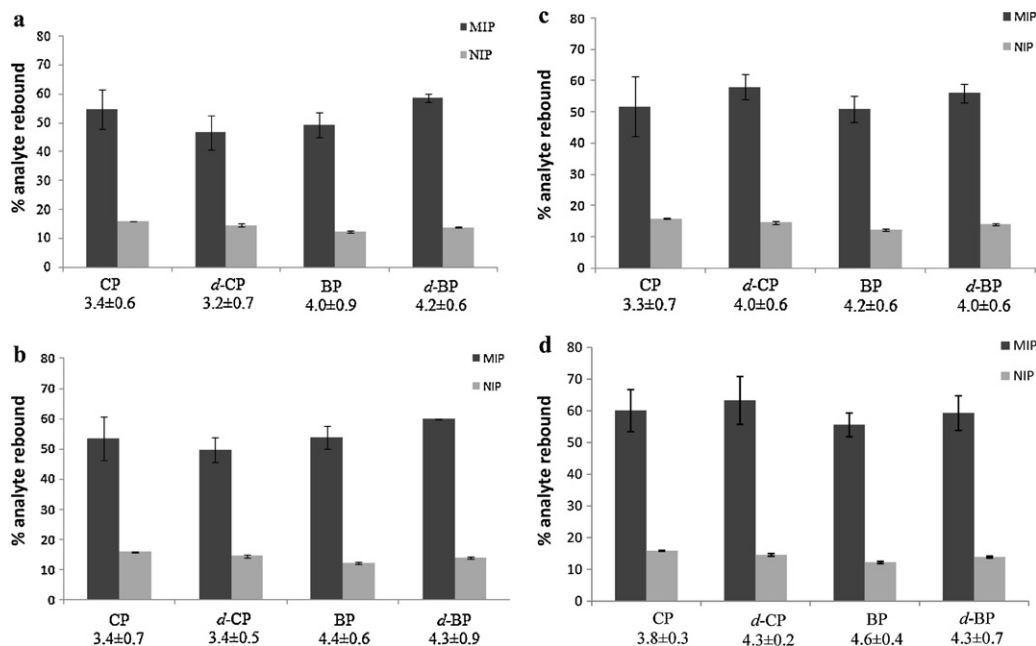 a
MIP
NIP
% analyte rebound
80
70
60
50
40
30
20
10
0
CP d-CP BP d-BP
3.4±0.6 3.2±0.7 4.0±0.9 4.2±0.6
c
MIP
NIP
% analyte rebound
80
70
60
50
40
30
20
10
0
CP d-CP BP d-BP
3.3±0.7 4.0±0.6 4.2±0.6 4.0±0.6
b
MIP
NIP
% analyte rebound
80
70
60
50
40
30
20
10
0
CP d-CP BP d-BP
3.4±0.7 3.4±0.5 4.4±0.6 4.3±0.9
d
MIP
NIP
% analyte rebound
80
70
60
50
40
30
20
10
0
CP d-CP BP d-BP
3.8±0.3 4.3±0.2 4.6±0.4 4.3±0.7